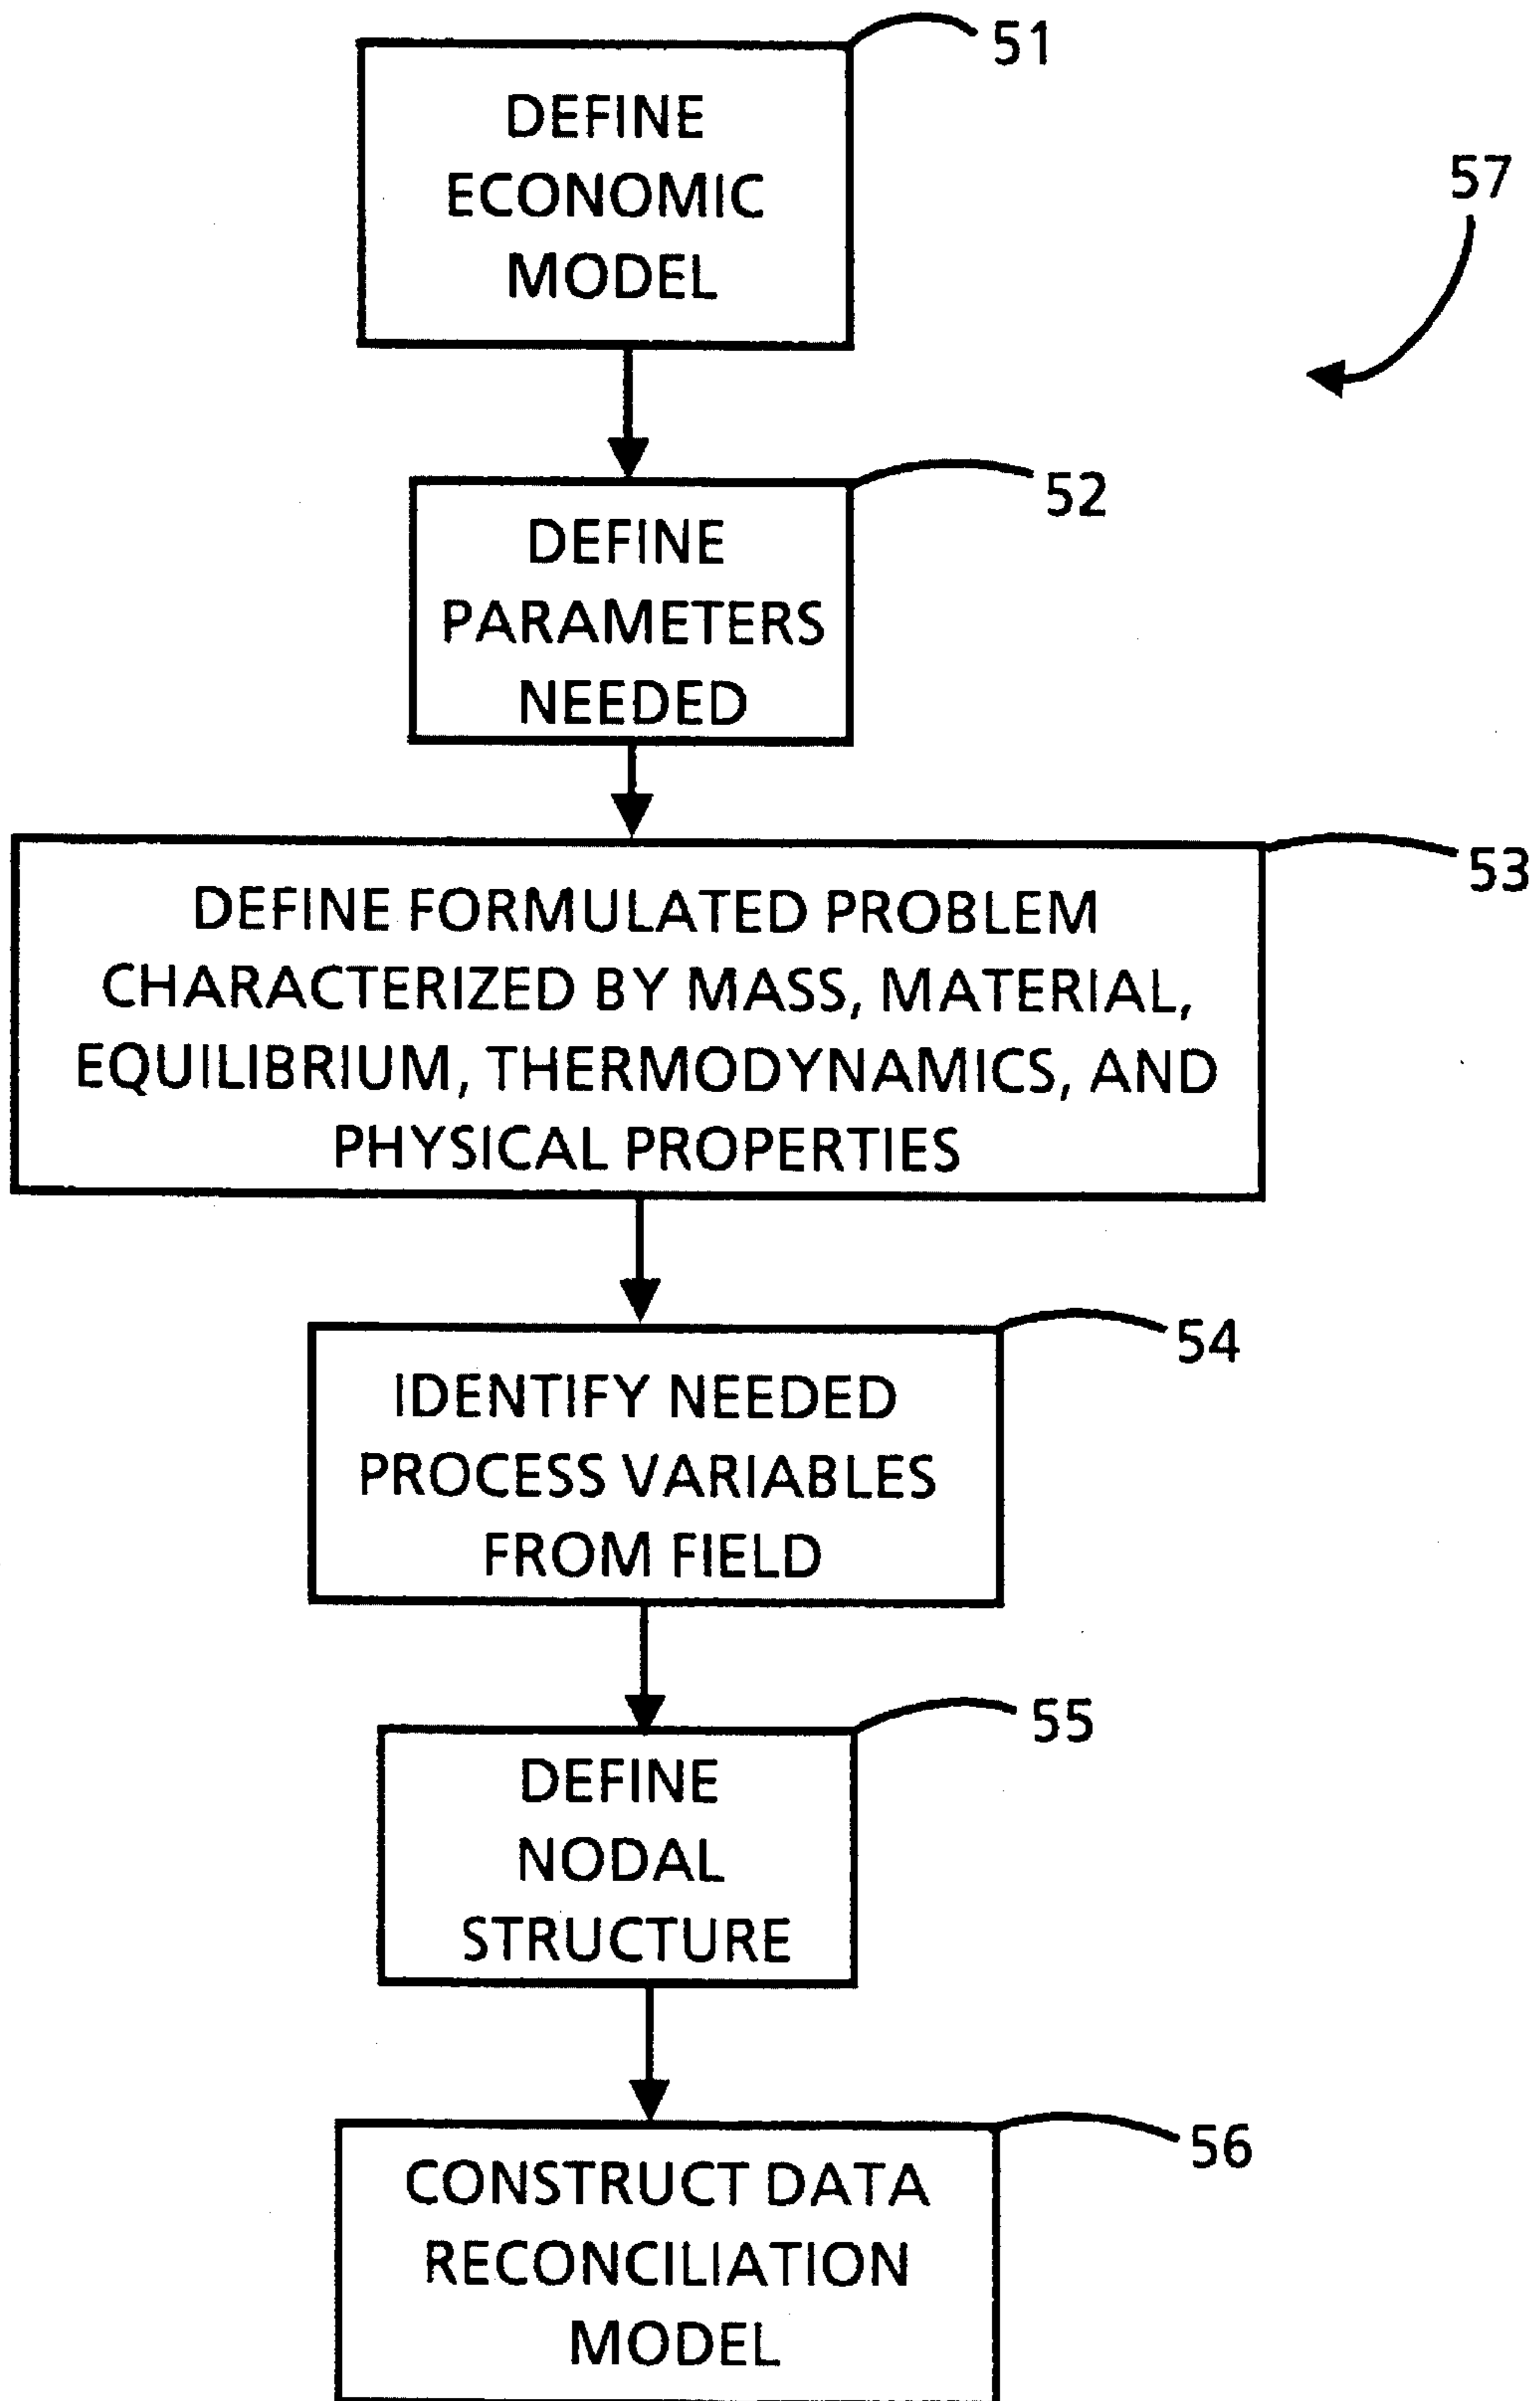 51
DEFINE
ECONOMIC
MODEL
57
52
DEFINE
PARAMETERS
NEEDED
53
DEFINE FORMULATED PROBLEM
CHARACTERIZED BY MASS, MATERIAL,
EQUILIBRIUM, THERMODYNAMICS, AND
PHYSICAL PROPERTIES
54
IDENTIFY NEEDED
PROCESS VARIABLES
FROM FIELD
55
DEFINE
NODAL
STRUCTURE
56
CONSTRUCT DATA
RECONCILIATION
MODEL